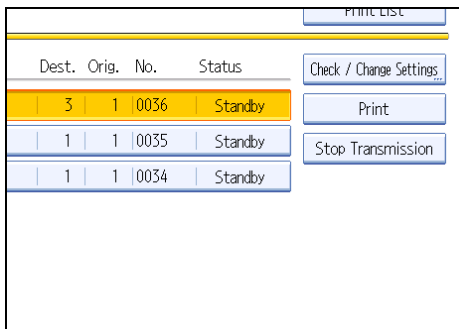 Print List
Dest. Orig. No. Status
Check / Change Settings
3 1 0036 Standby
Print
1 1 0035 Standby
Stop Transmission
1 1 0034 Standby